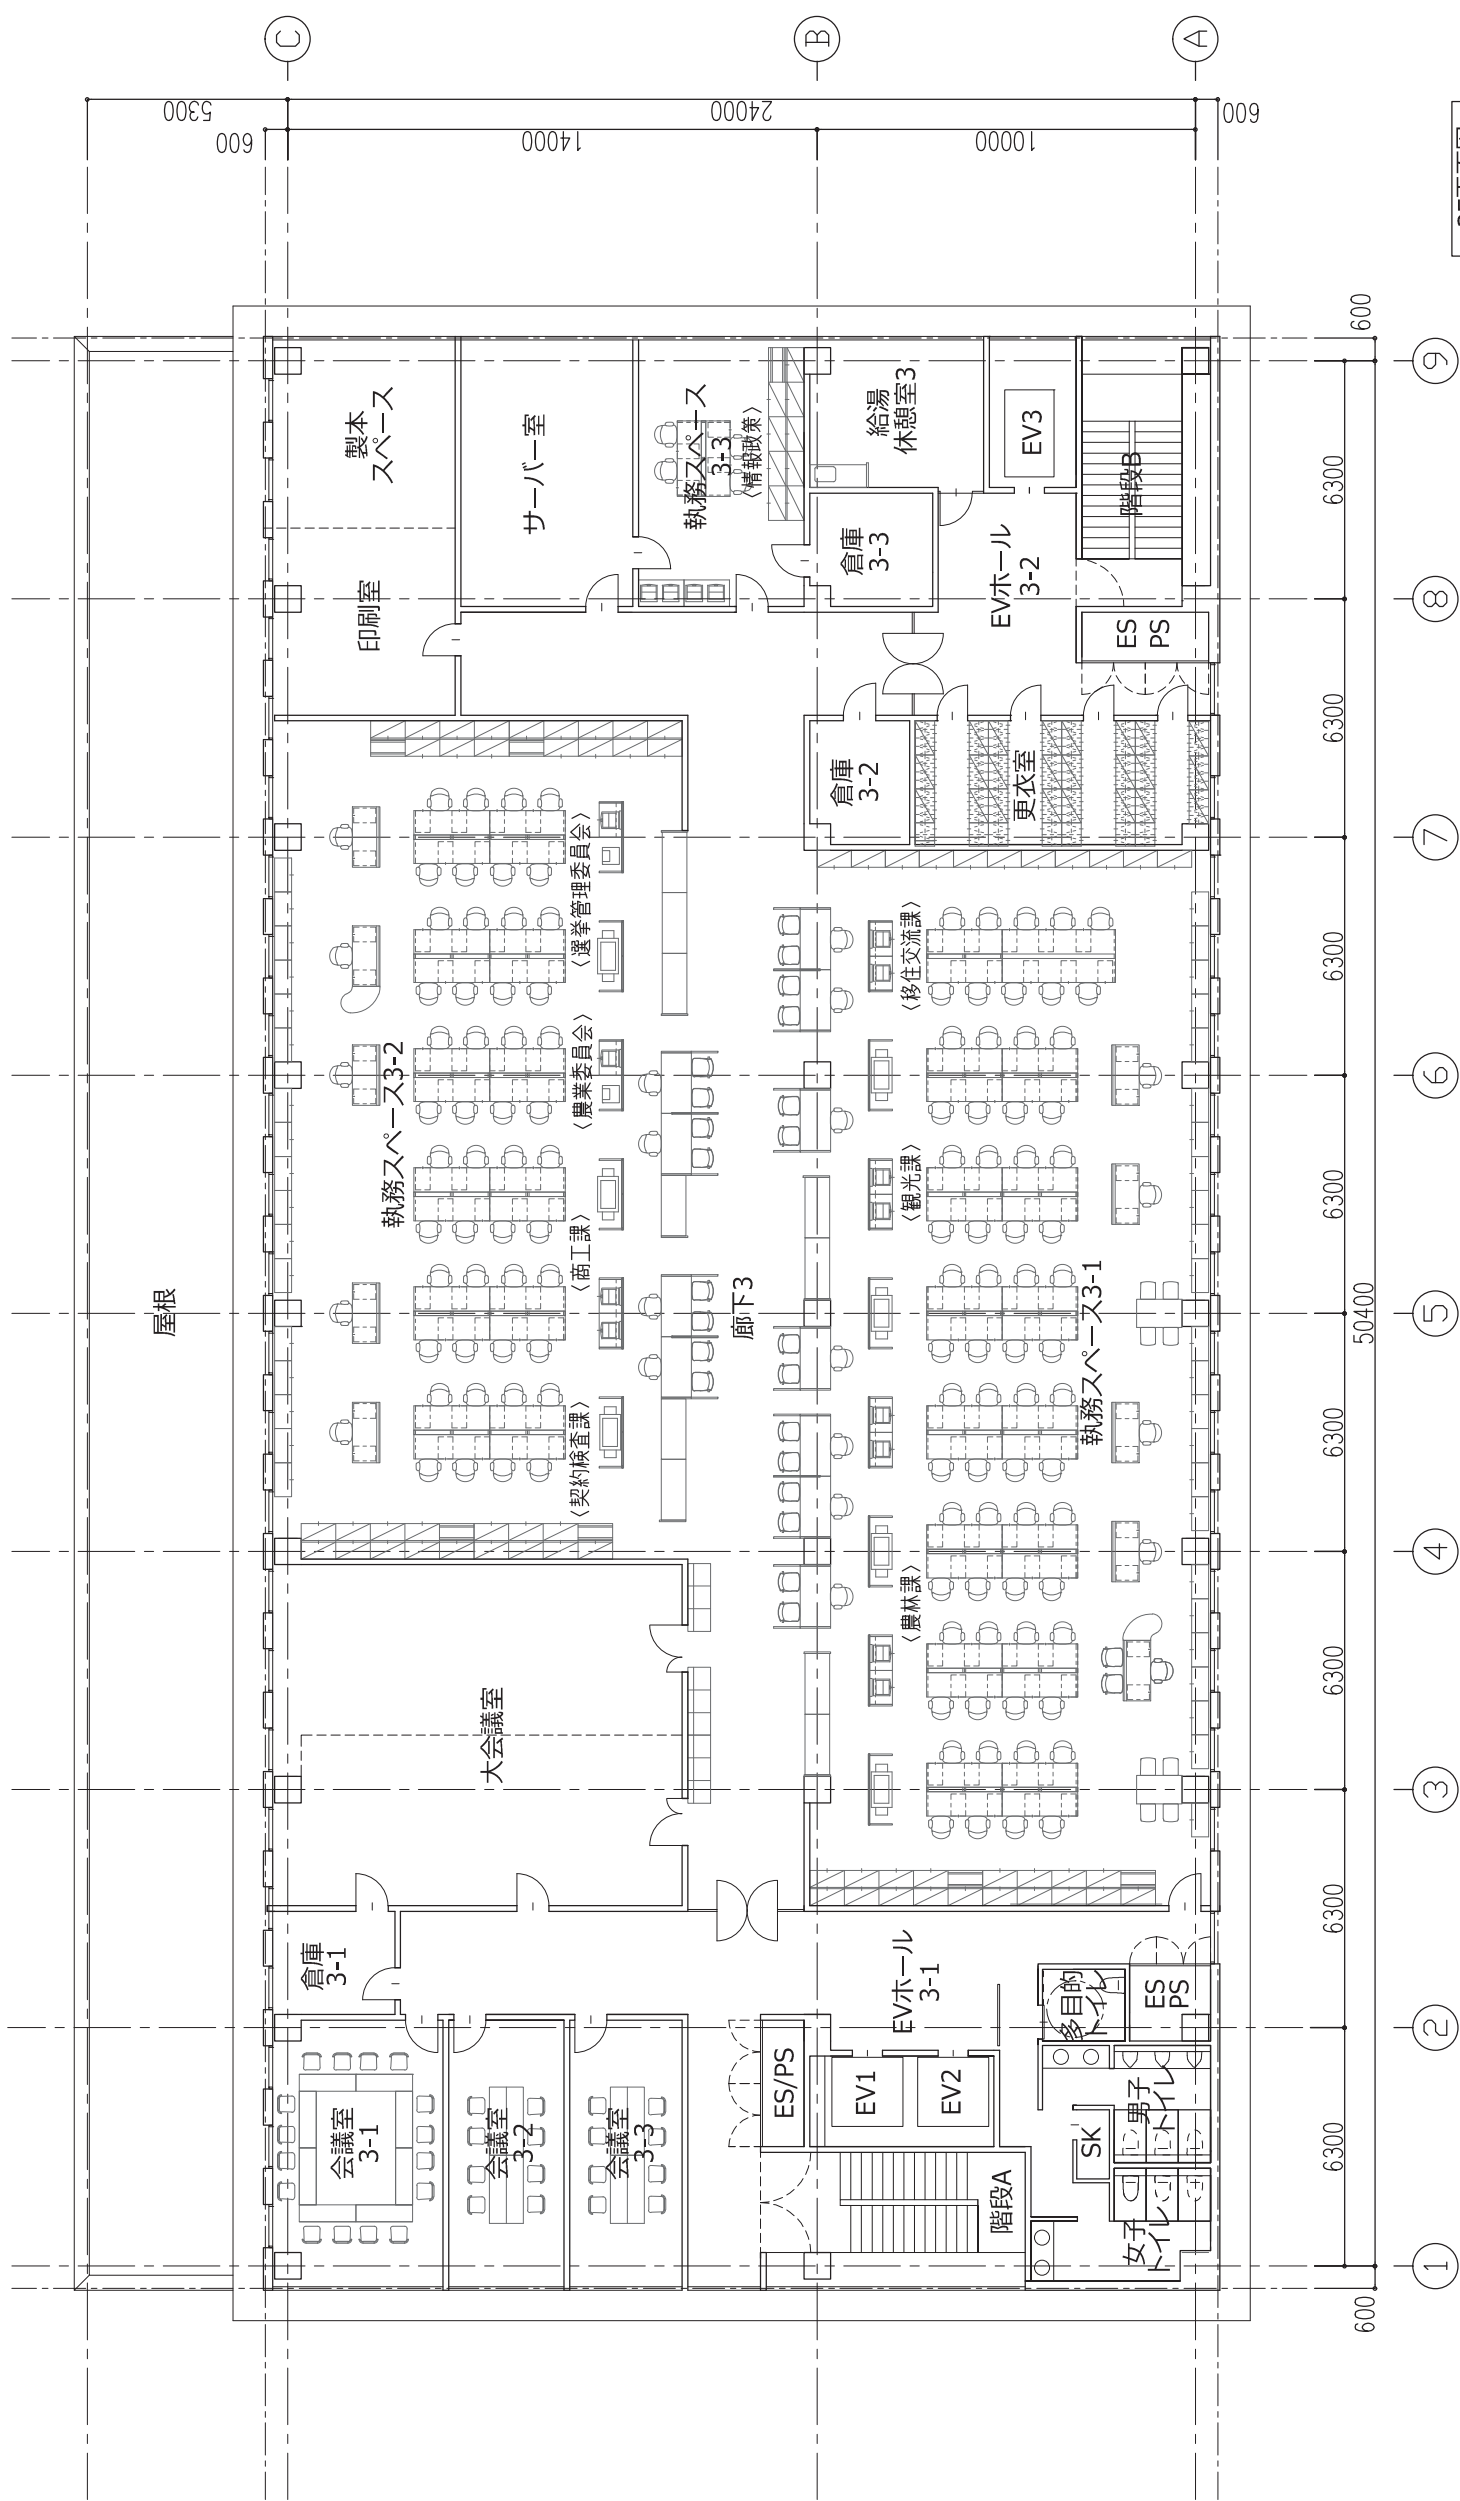 C
B
A
5300
24000
600
14000
10000
600
屋根
製本
スペース
サーバー室
執務スペース
3-3
〈情報政策〉
給湯
休憩室3
EV3
階段B
印刷室
倉庫
3-3
EVホール
3-2
ES
PS
倉庫
3-2
更衣室
〈選挙管理委員会〉
〈移住交流課〉
執務スペース3-2
〈農業委員会〉
〈商工課〉
〈観光課〉
廊下3
執務スペース3-1
〈契約検査課〉
〈農林課〉
大会議室
倉庫
3-1
EVホール
3-1
多目的
トイレ
ES
PS
会議室
3-1
会議室
3-2
会議室
3-3
ES/PS
EV1
EV2
SK
男子
トイレ
階段A
女子
トイレ
600
6300
6300
6300
6300
6300
6300
6300
6300
50400
600
9
8
7
6
5
4
3
2
1